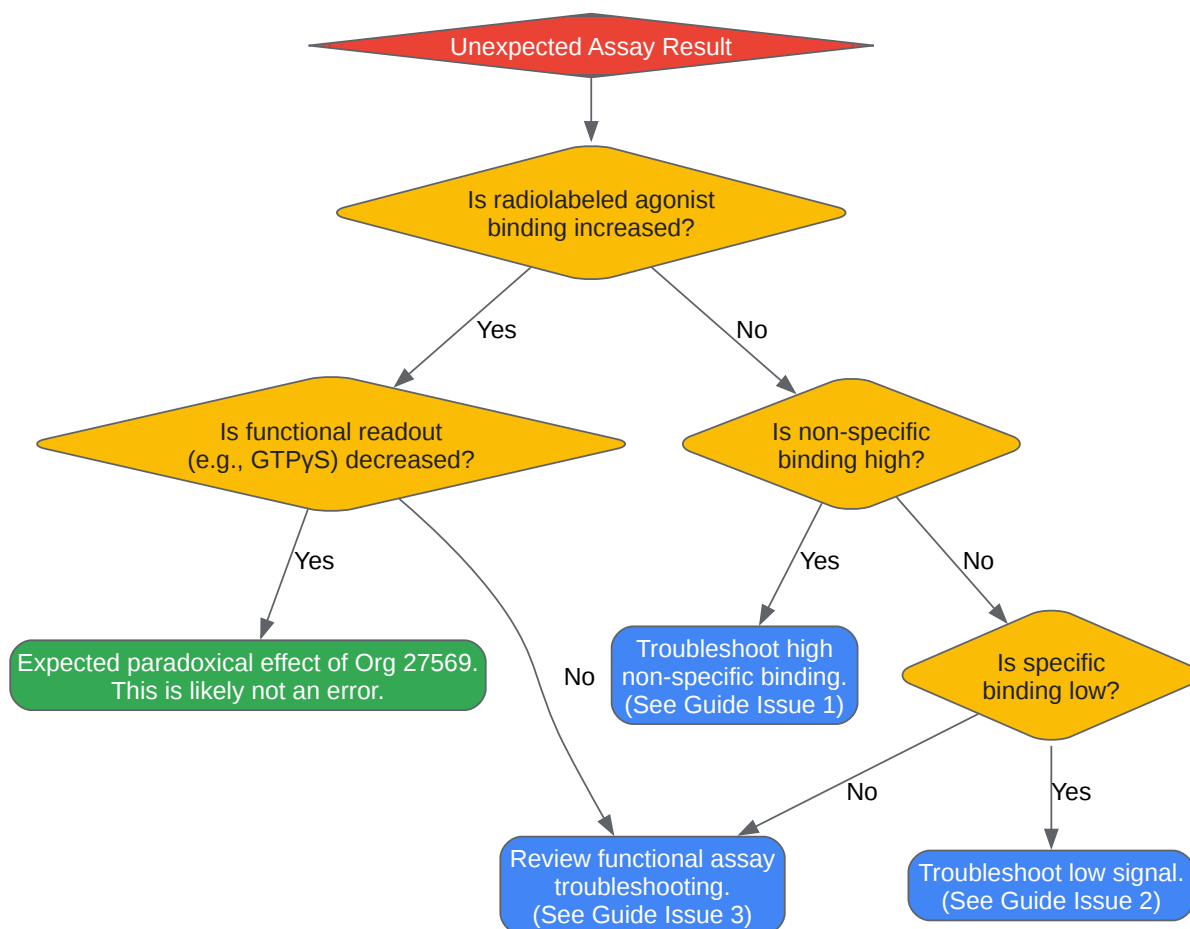 Unexpected Assay Result
Is radiolabeled agonist
binding increased?
Yes
No
Is functional readout
(e.g., GTPγS) decreased?
Is non-specific
binding high?
Yes
Yes
No
Expected paradoxical effect of Org 27569.
This is likely not an error.
No
Troubleshoot high
non-specific binding.
(See Guide Issue 1)
Is specific
binding low?
No
Yes
Review functional assay
troubleshooting.
(See Guide Issue 3)
Troubleshoot low signal.
(See Guide Issue 2)